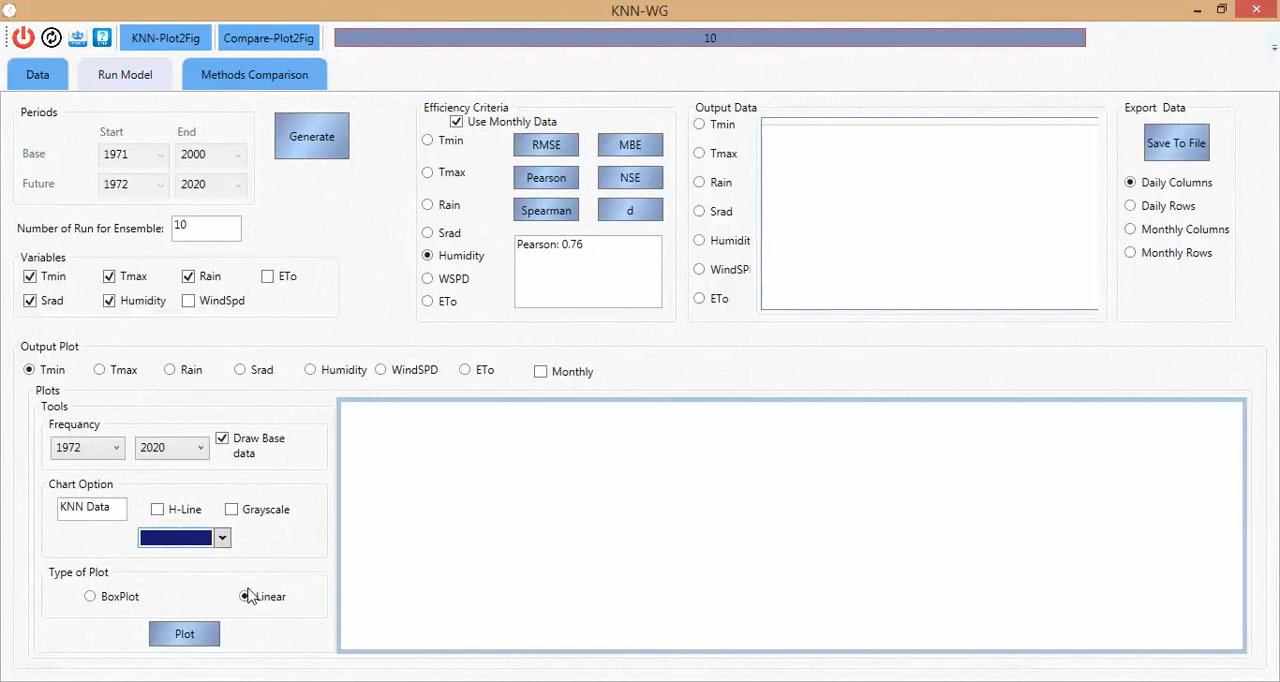 KNN-WG
KNN-Plot2Fig
Compare-Plot2Fig
10
Data
Run Model
Methods Comparison
Periods
Start
End
Base
1971
2000
Future
1972
2020
Generate
Number of Run for Ensemble:
10
Variables
Tmin
Tmax
Rain
ETo
Srad
Humidity
WindSpd
Efficiency Criteria
Use Monthly Data
Tmin
Tmax
Rain
Srad
Humidity
WSPD
ETo
RMSE
MBE
Pearson
NSE
Spearman
d
Pearson: 0.76
Output Data
Tmin
Tmax
Rain
Srad
Humidit
WindSP
ETo
Export Data
Save To File
Daily Columns
Daily Rows
Monthly Columns
Monthly Rows
Output Plot
Tmin
Tmax
Rain
Srad
Humidity
WindSPD
ETo
Monthly
Plots
Tools
Frequancy
1972
2020
Draw Base
data
Chart Option
KNN Data
H-Line
Grayscale
Type of Plot
BoxPlot
Linear
Plot